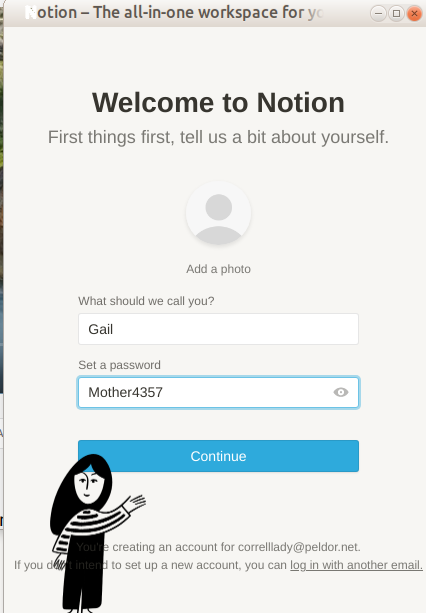 Notion – The all-in-one workspace for yo
Welcome to Notion
First things first, tell us a bit about yourself.
Add a photo
What should we call you?
Gail
Set a password
Mother4357
Continue
You're creating an account for correlllady@peldor.net.
If you don't intend to set up a new account, you can log in with another email.